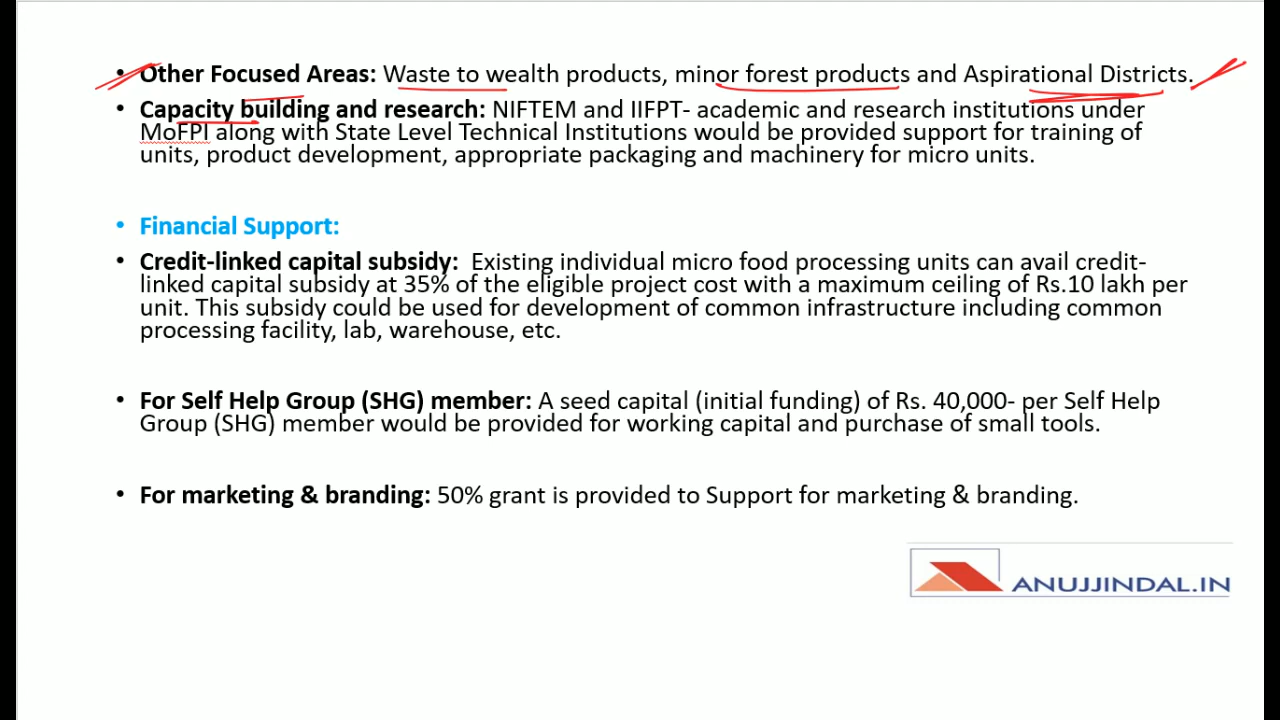 • Other Focused Areas: Waste to wealth products, minor forest products and Aspirational Districts.
• Capacity building and research: NIFTEM and IIFPT- academic and research institutions under
MoFPI along with State Level Technical Institutions would be provided support for training of
units, product development, appropriate packaging and machinery for micro units.
• Financial Support:
• Credit-linked capital subsidy: Existing individual micro food processing units can avail credit-
linked capital subsidy at 35% of the eligible project cost with a maximum ceiling of Rs.10 lakh per
unit. This subsidy could be used for development of common infrastructure including common
processing facility, lab, warehouse, etc.
• For Self Help Group (SHG) member: A seed capital (initial funding) of Rs. 40,000- per Self Help
Group (SHG) member would be provided for working capital and purchase of small tools.
• For marketing & branding: 50% grant is provided to Support for marketing & branding.
ANUJJINDAL.IN